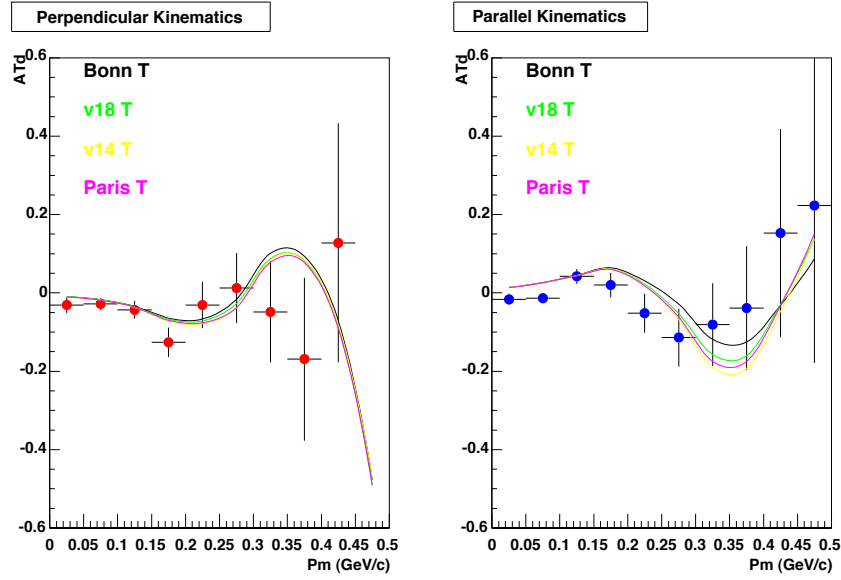 Perpendicular Kinematics
ATd
0.6
0.4
0.2
0
-0.2
-0.4
-0.6
Bonn T
v18 T
v14 T
Paris T
0 0.05 0.1 0.15 0.2 0.25 0.3 0.35 0.4 0.45 0.5
Pm (GeV/c)
Parallel Kinematics
ATd
0.6
0.4
0.2
0
-0.2
-0.4
-0.6
Bonn T
v18 T
v14 T
Paris T
0 0.05 0.1 0.15 0.2 0.25 0.3 0.35 0.4 0.45 0.5
Pm (GeV/c)